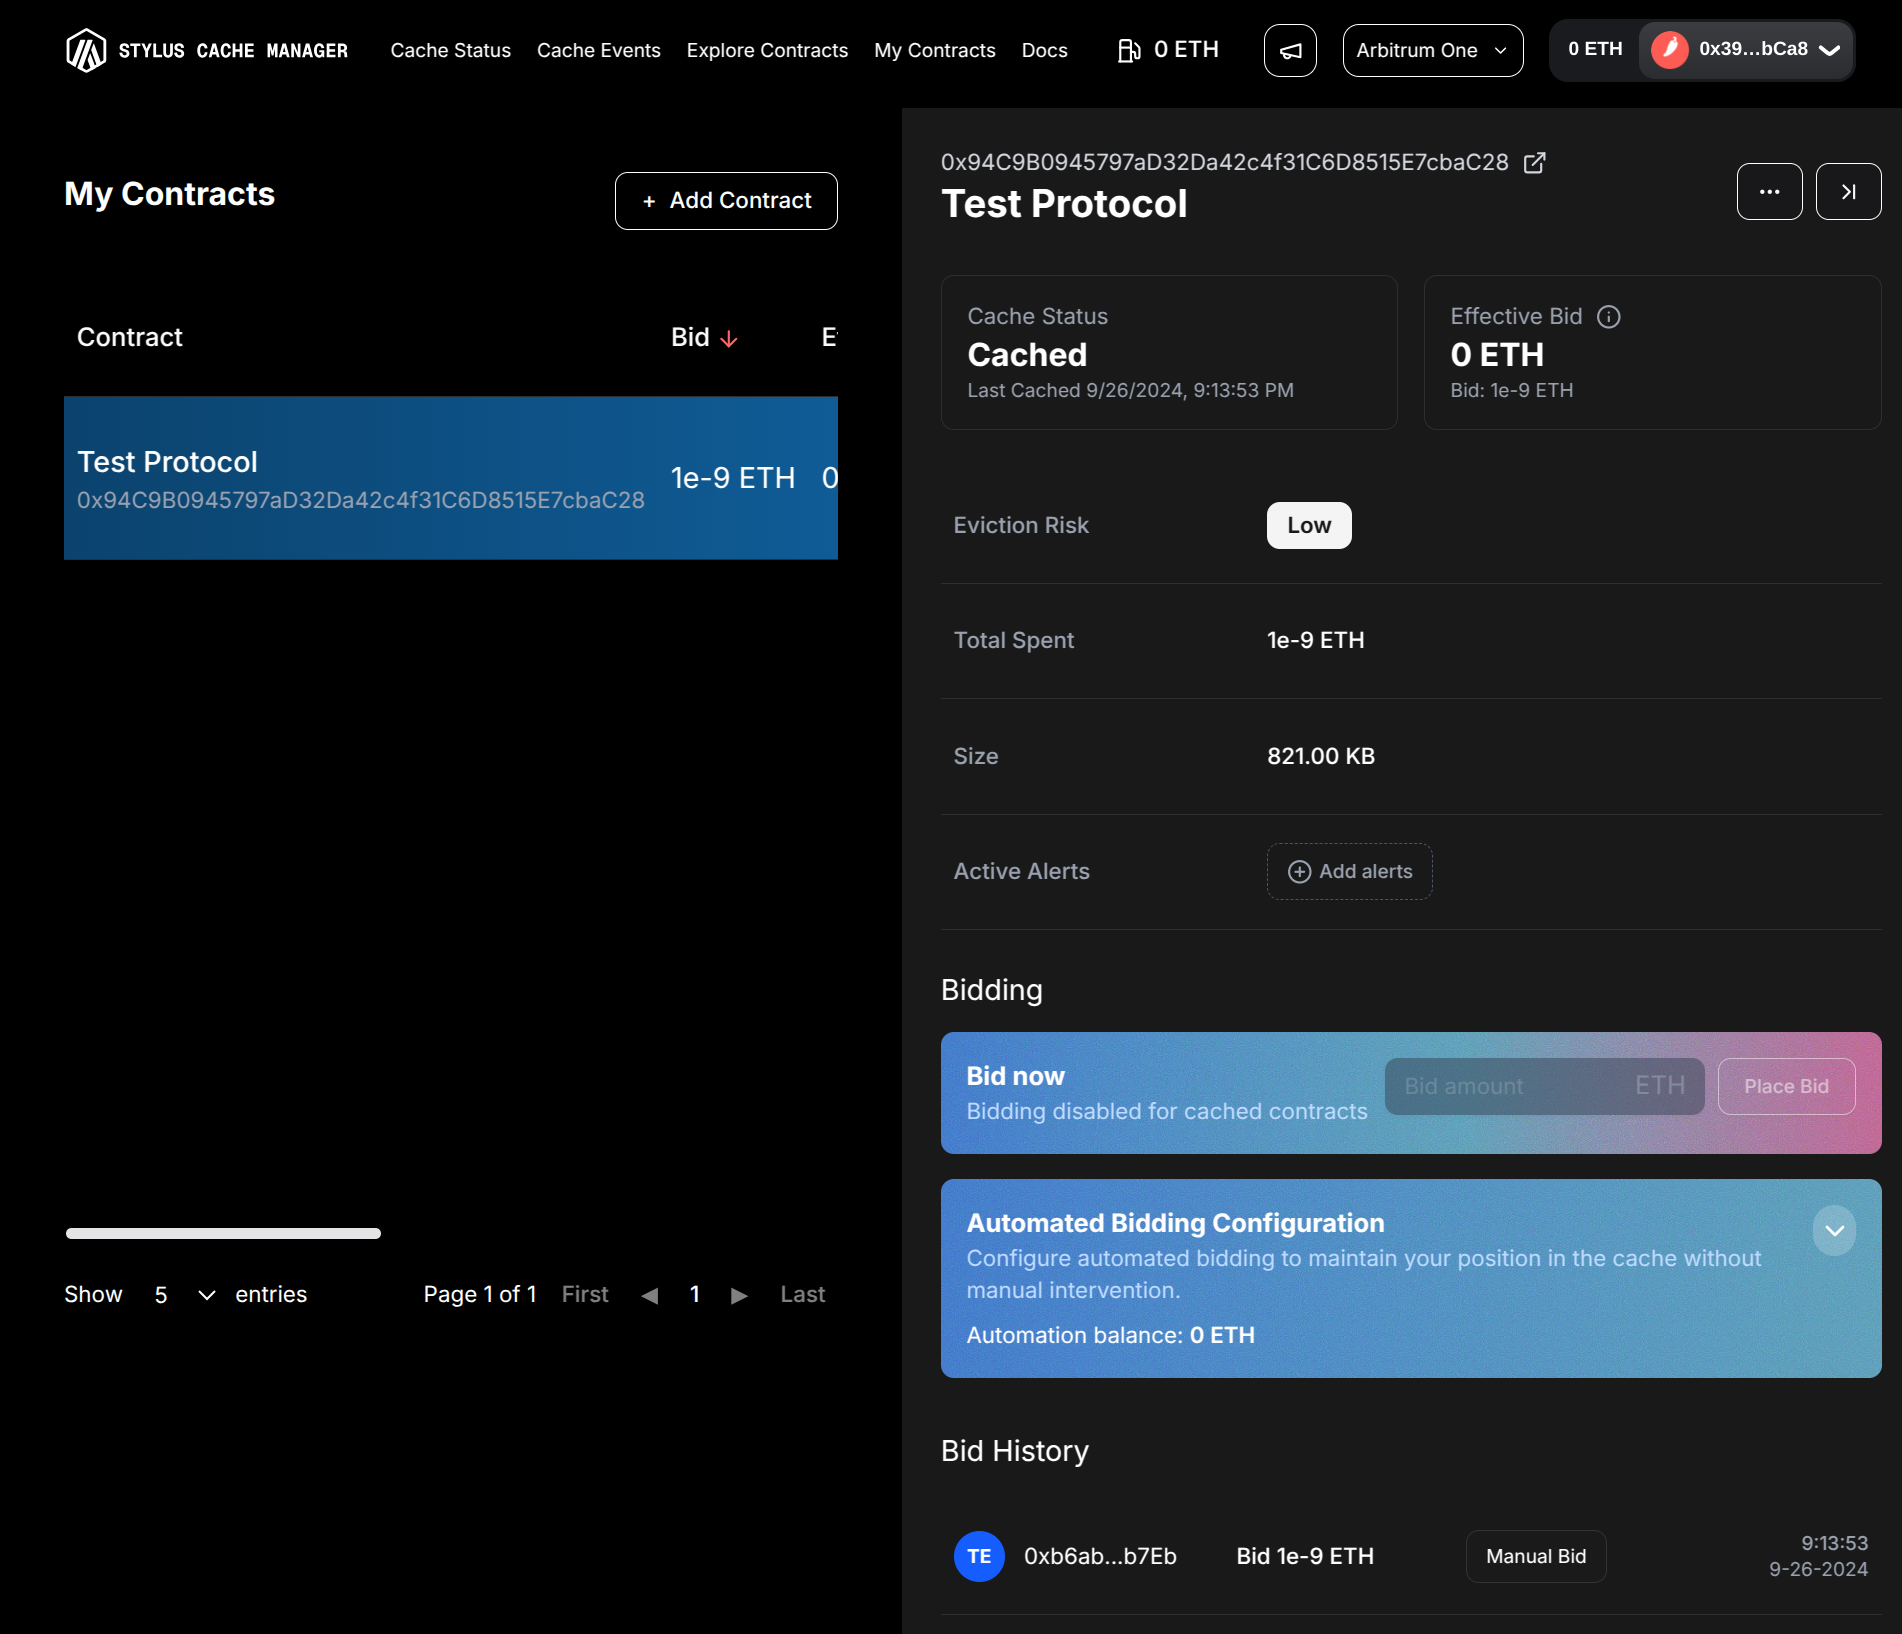 STYLUS CACHE MANAGER
Cache Status
Cache Events
Explore Contracts
My Contracts
Docs
0 ETH
Arbitrum One
0 ETH
0x39...bCa8
My Contracts
+ Add Contract
Contract
Bid
Test Protocol
0x94C9B0945797aD32Da42c4f31C6D8515E7cbaC28
1e-9 ETH
0
Show 5 entries
Page 1 of 1 First ◀ 1 ▶ Last
0x94C9B0945797aD32Da42c4f31C6D8515E7cbaC28
Test Protocol
Cache Status
Cached
Last Cached 9/26/2024, 9:13:53 PM
Effective Bid
0 ETH
Bid: 1e-9 ETH
Eviction Risk
Low
Total Spent
1e-9 ETH
Size
821.00 KB
Active Alerts
Add alerts
Bidding
Bid now
Bidding disabled for cached contracts
Bid amount
ETH
Place Bid
Automated Bidding Configuration
Configure automated bidding to maintain your position in the cache without
manual intervention.
Automation balance: 0 ETH
Bid History
TE
0xb6ab...b7Eb
Bid 1e-9 ETH
Manual Bid
9:13:53
9-26-2024